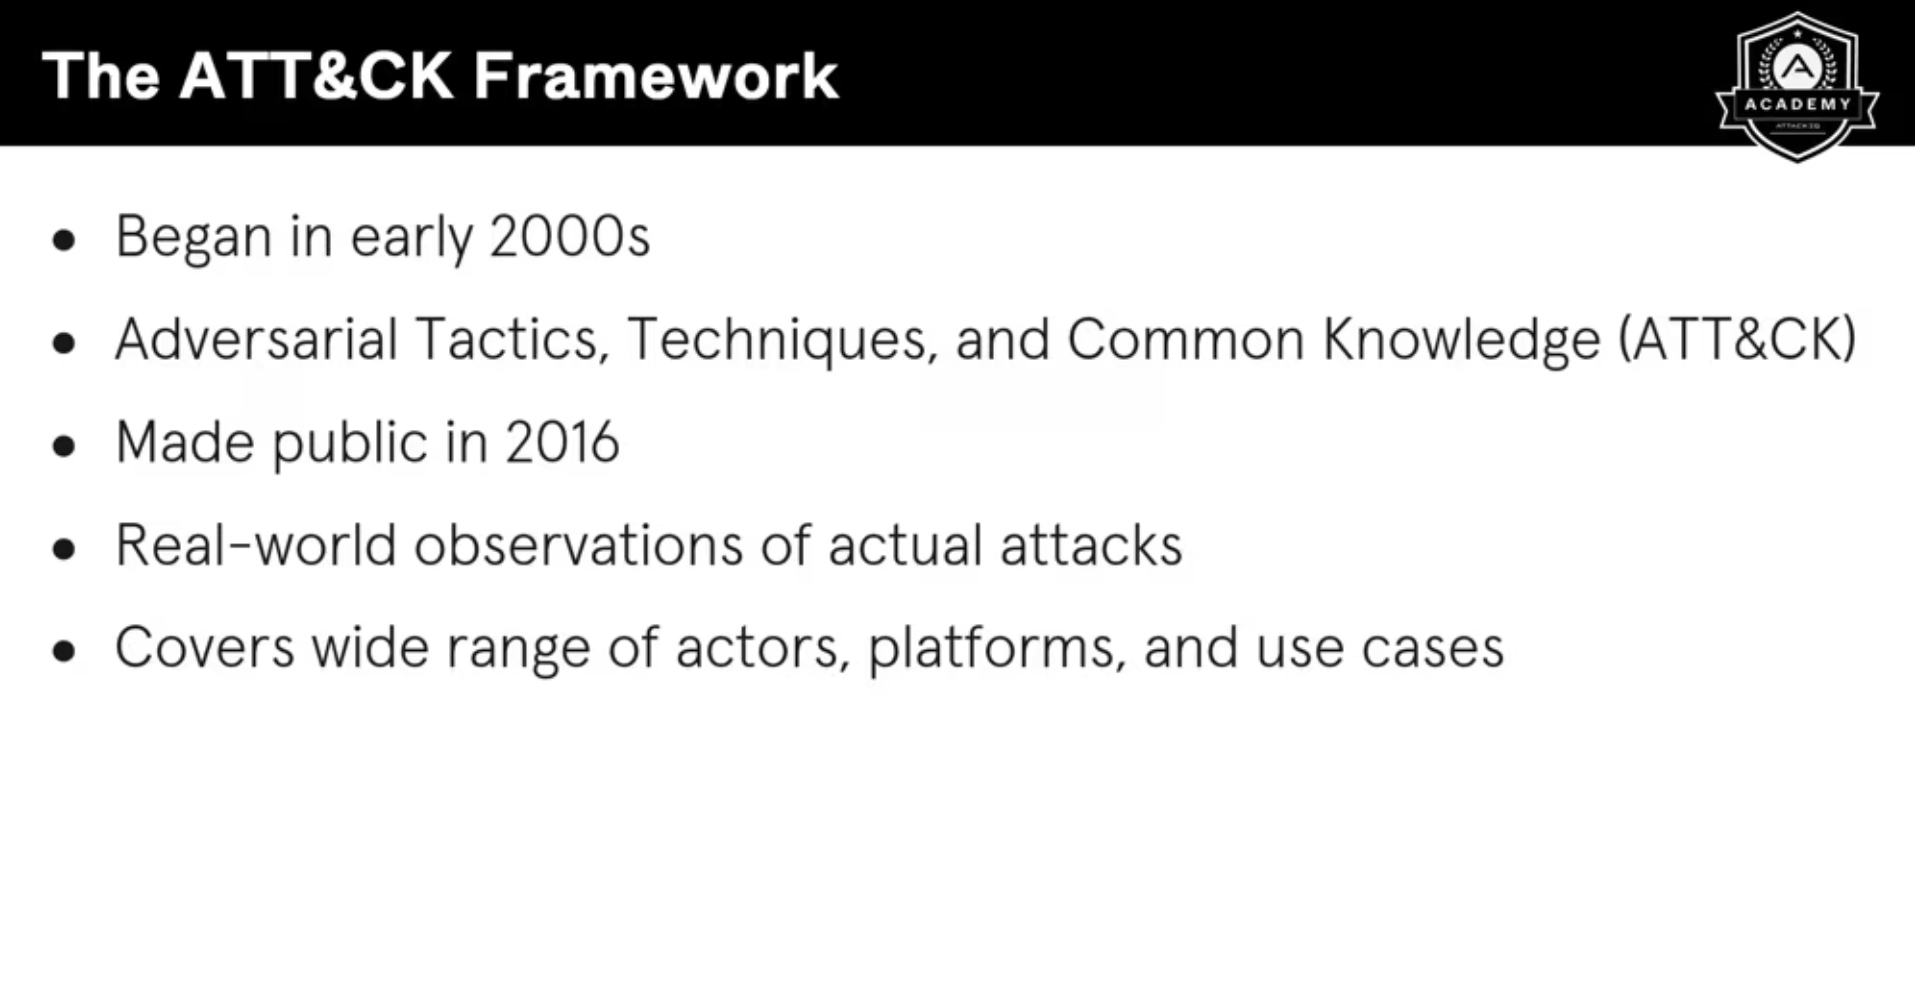 The ATT&CK Framework
ACADEMY
ATTACKIQ
• Began in early 2000s
• Adversarial Tactics, Techniques, and Common Knowledge (ATT&CK)
• Made public in 2016
• Real-world observations of actual attacks
• Covers wide range of actors, platforms, and use cases